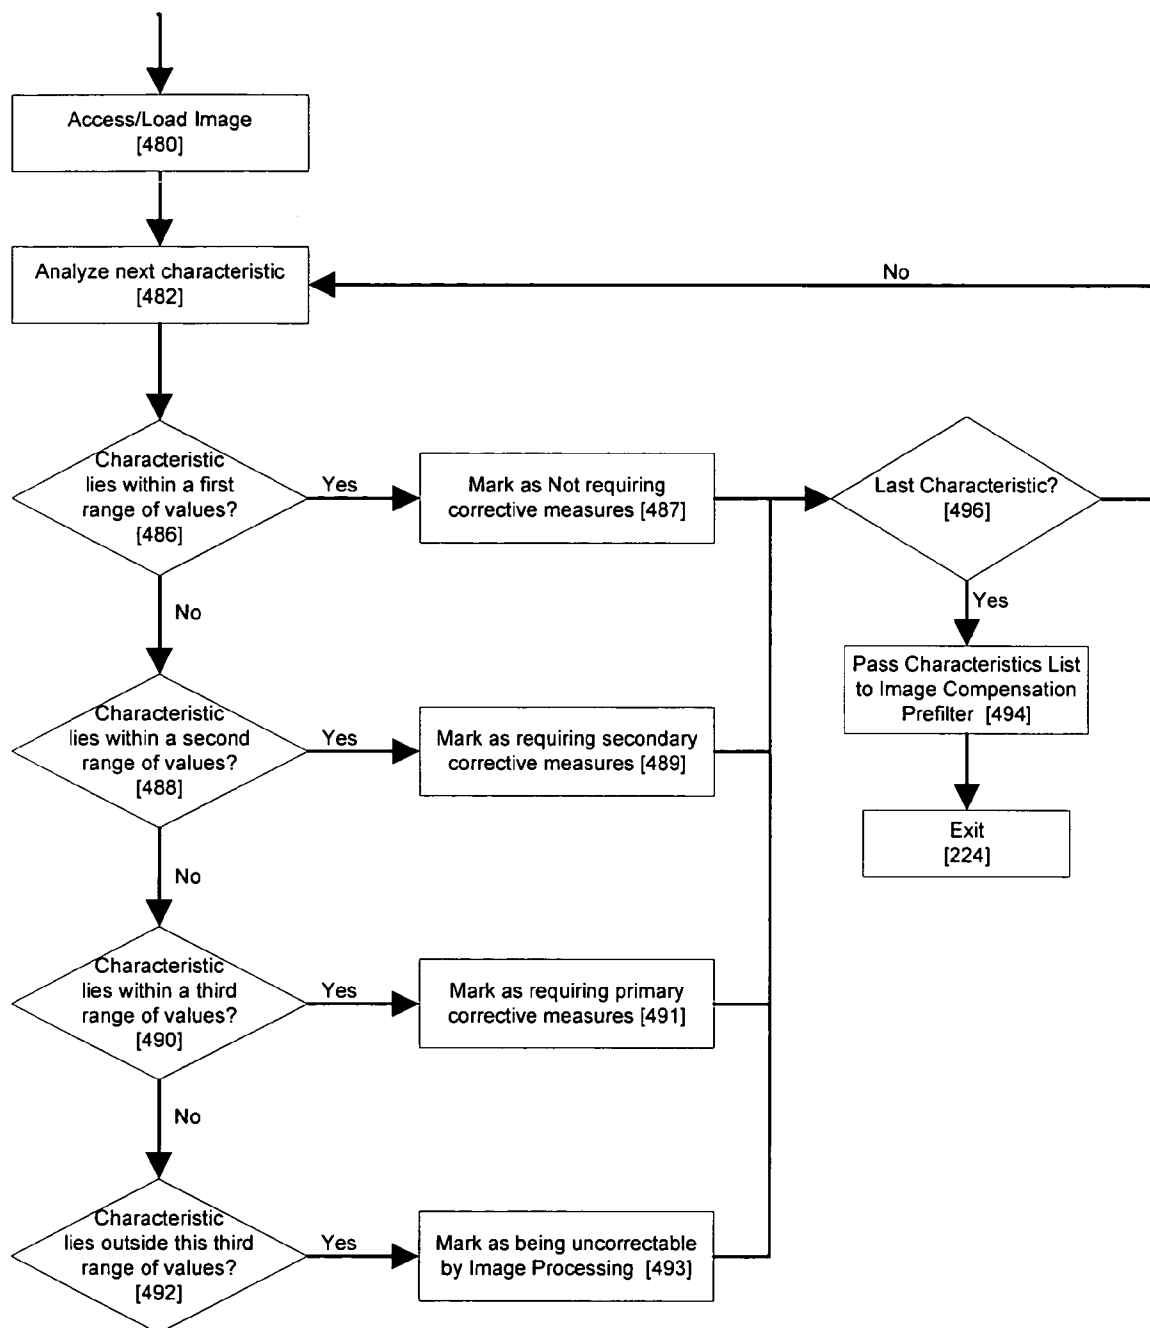 Access/Load Image
[480]
Analyze next characteristic
[482]
No
Characteristic
lies within a first
range of values?
[486]
Yes
Mark as Not requiring
corrective measures [487]
Last Characteristic?
[496]
No
Yes
Pass Characteristics List
to Image Compensation
Prefilter [494]
Characteristic
lies within a second
range of values?
[488]
Yes
Mark as requiring secondary
corrective measures [489]
Exit
[224]
No
Characteristic
lies within a third
range of values?
[490]
Yes
Mark as requiring primary
corrective measures [491]
No
Characteristic
lies outside this third
range of values?
[492]
Yes
Mark as being uncorrectable
by Image Processing [493]